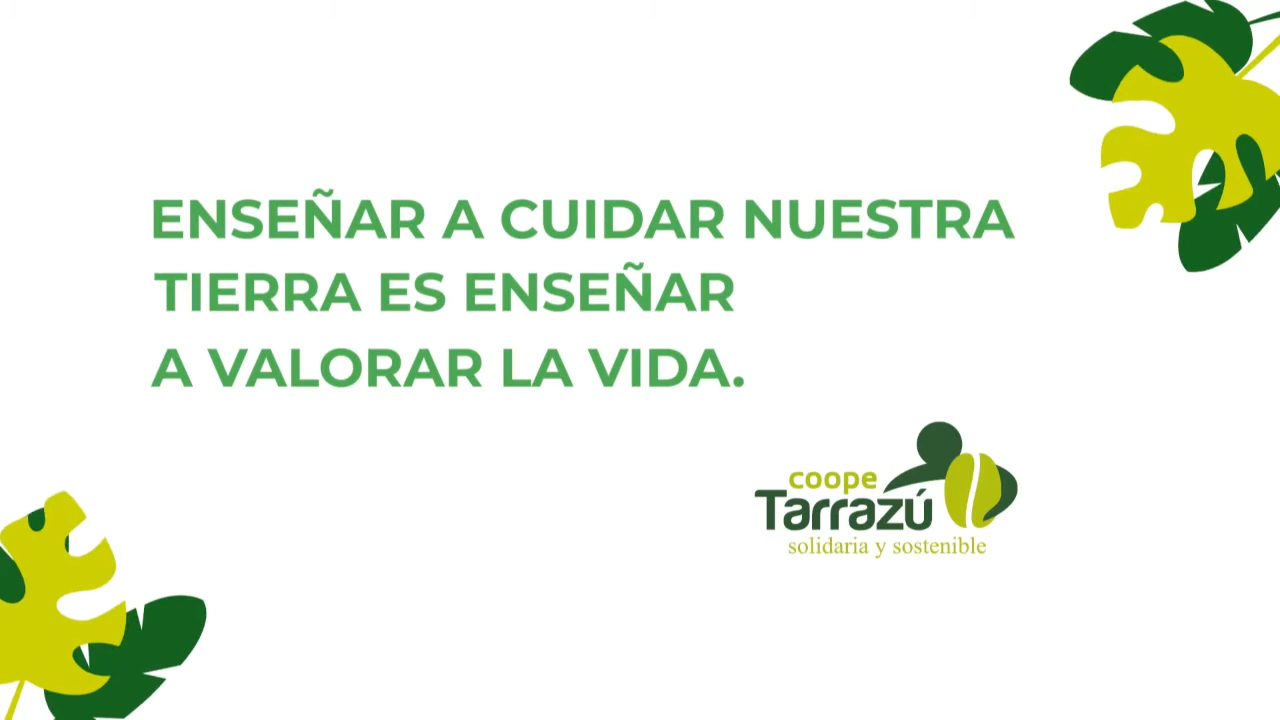 ENSEÑAR A CUIDAR NUESTRA
TIERRA ES ENSEÑAR
A VALORAR LA VIDA.
coope
Tarrazú
solidaria y sostenible